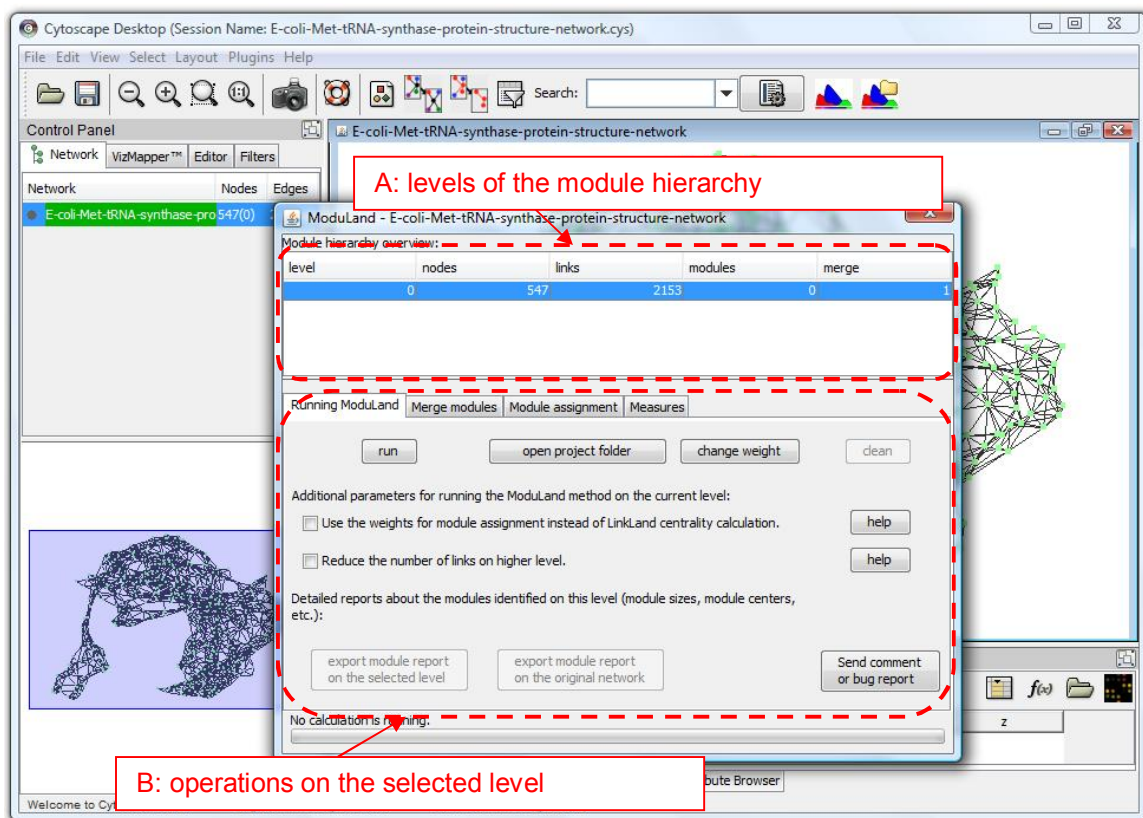 Cytoscape Desktop (Session Name: E-coli-Met-tRNA-synthase-protein-structure-network.cys)
File Edit View Select Layout Plugins Help
Search:
Control Panel
E-coli-Met-tRNA-synthase-protein-structure-network
Network VizMapper™ Editor Filters
Network Nodes Edges
E-coli-Met-tRNA-synthase-pro 547(0)
A: levels of the module hierarchy
ModuLand - E-coli-Met-tRNA-synthase-protein-structure-network
Module hierarchy overview:
level nodes links modules merge
0 547 2153 0 1
Running ModuLand Merge modules Module assignment Measures
run open project folder change weight clean
Additional parameters for running the ModuLand method on the current level:
Use the weights for module assignment instead of LinkLand centrality calculation. help
Reduce the number of links on higher level. help
Detailed reports about the modules identified on this level (module sizes, module centers,
etc.):
export module report
on the selected level
export module report
on the original network
Send comment
or bug report
f(x)
z
No calculation is running.
B: operations on the selected level
bute Browser
Welcome to Cyt